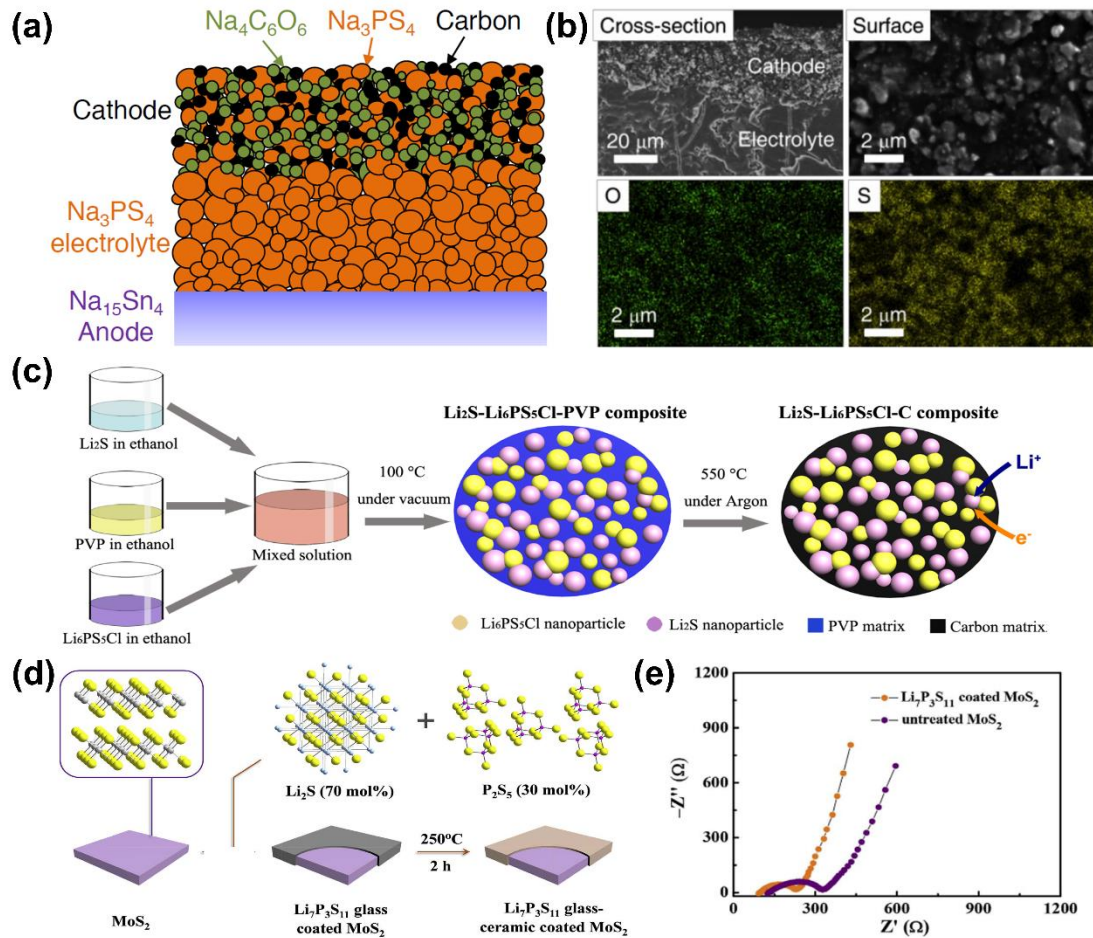 (a)
Na₄C₆O₆
Na₃PS₄
Carbon
Cathode
Na₃PS₄
electrolyte
Na₁₅Sn₄
Anode
(b)
Cross-section
Cathode
Electrolyte
20 μm
Surface
2 μm
O
2 μm
S
2 μm
(c)
Li₂S in ethanol
PVP in ethanol
Li₆PS₅Cl in ethanol
Mixed solution
100 °C
under vacuum
Li₂S-Li₆PS₅Cl-PVP composite
550 °C
under Argon
Li₂S-Li₆PS₅Cl-C composite
Li⁺
e⁻
Li₆PS₅Cl nanoparticle
Li₂S nanoparticle
PVP matrix
Carbon matrix
(d)
Li₂S (70 mol%)
+
P₂S₅ (30 mol%)
MoS₂
Li₇P₃S₁₁ glass
coated MoS₂
250°C
2 h
Li₇P₃S₁₁ glass-
ceramic coated MoS₂
(e)
Li₇P₃S₁₁ coated MoS₂
untreated MoS₂
-Z'' (Ω)
1200
900
600
300
0
0 300 600 900 1200
Z' (Ω)